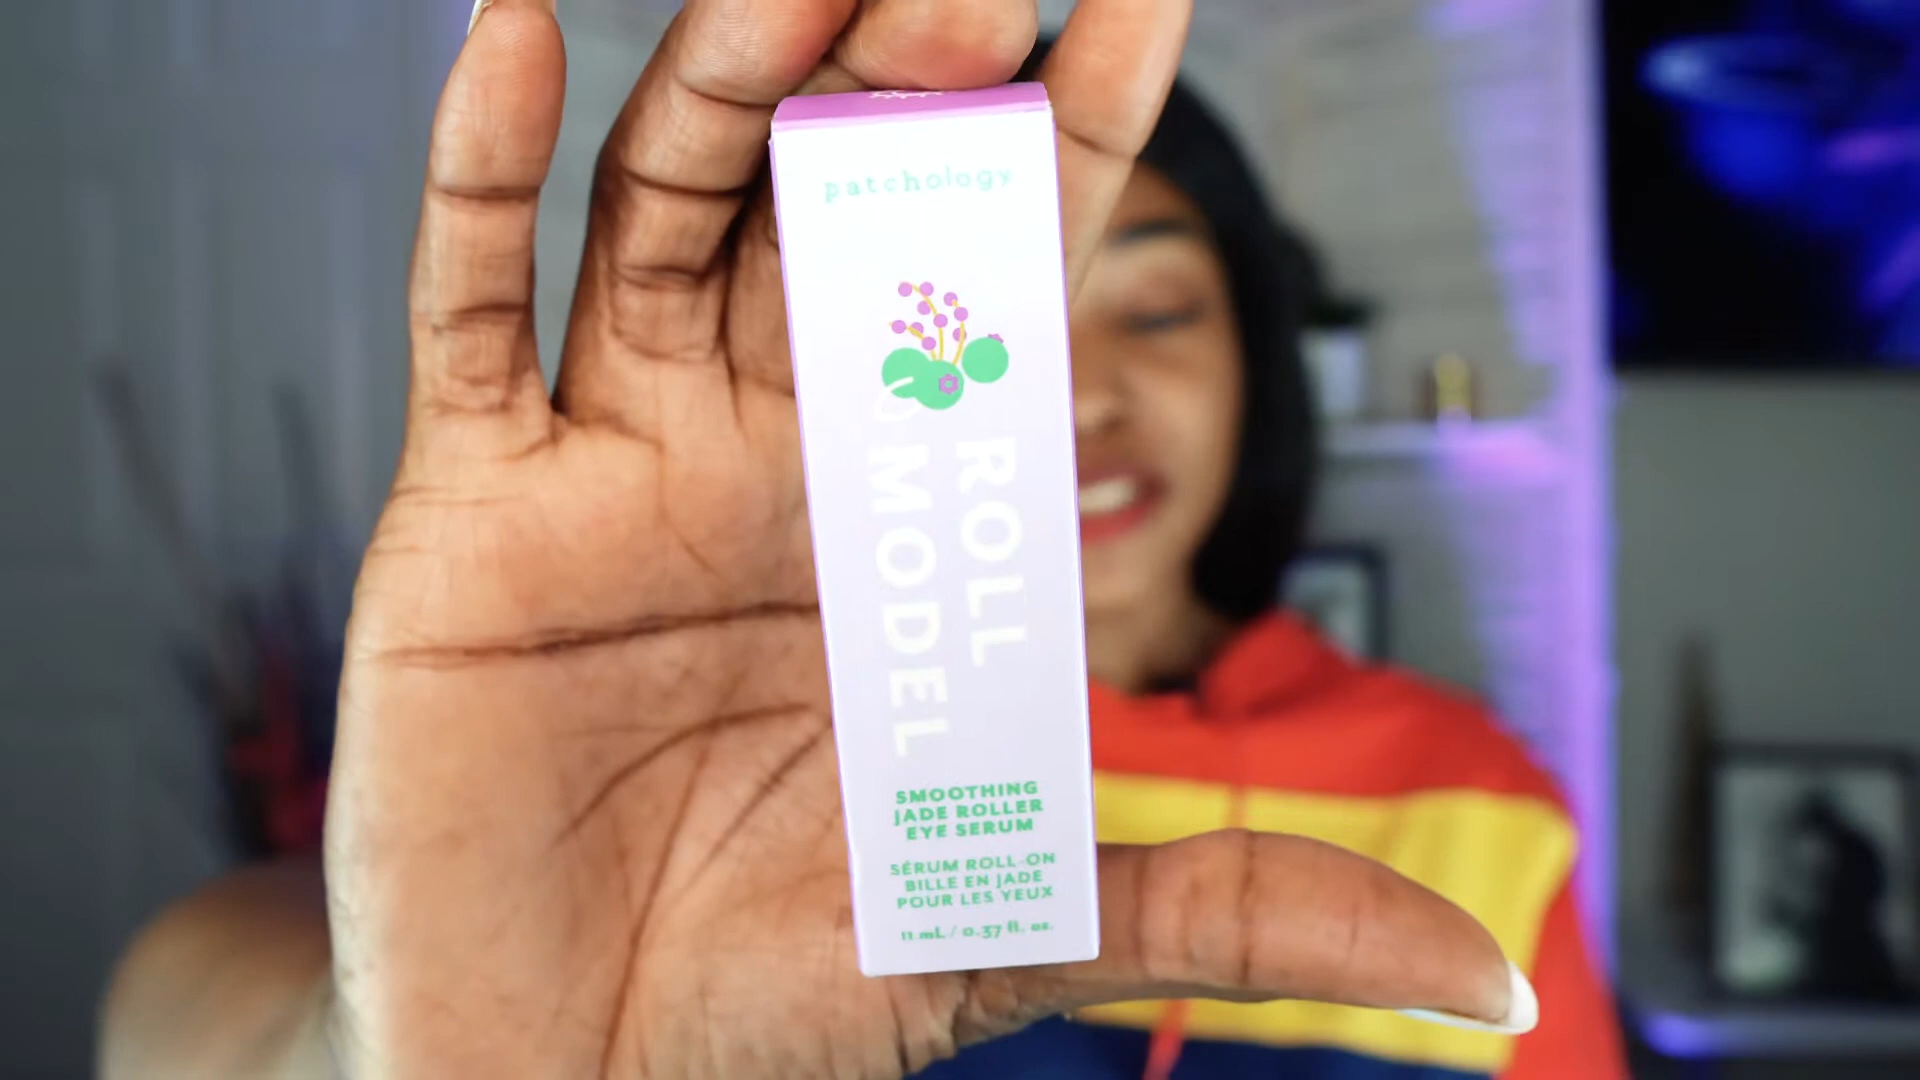 patchology
ROLL
MODEL
SMOOTHING
JADE ROLLER
EYE SERUM
SÉRUM ROLL-ON
BILLE EN JADE
POUR LES YEUX
11 mL / 0.37 fl. oz.